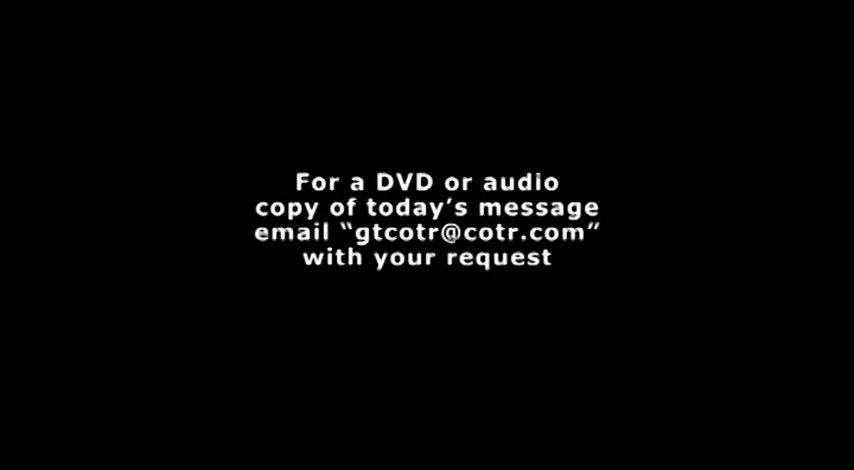 For a DVD or audio
copy of today’s message
email “gtcotr@cotr.com”
with your request